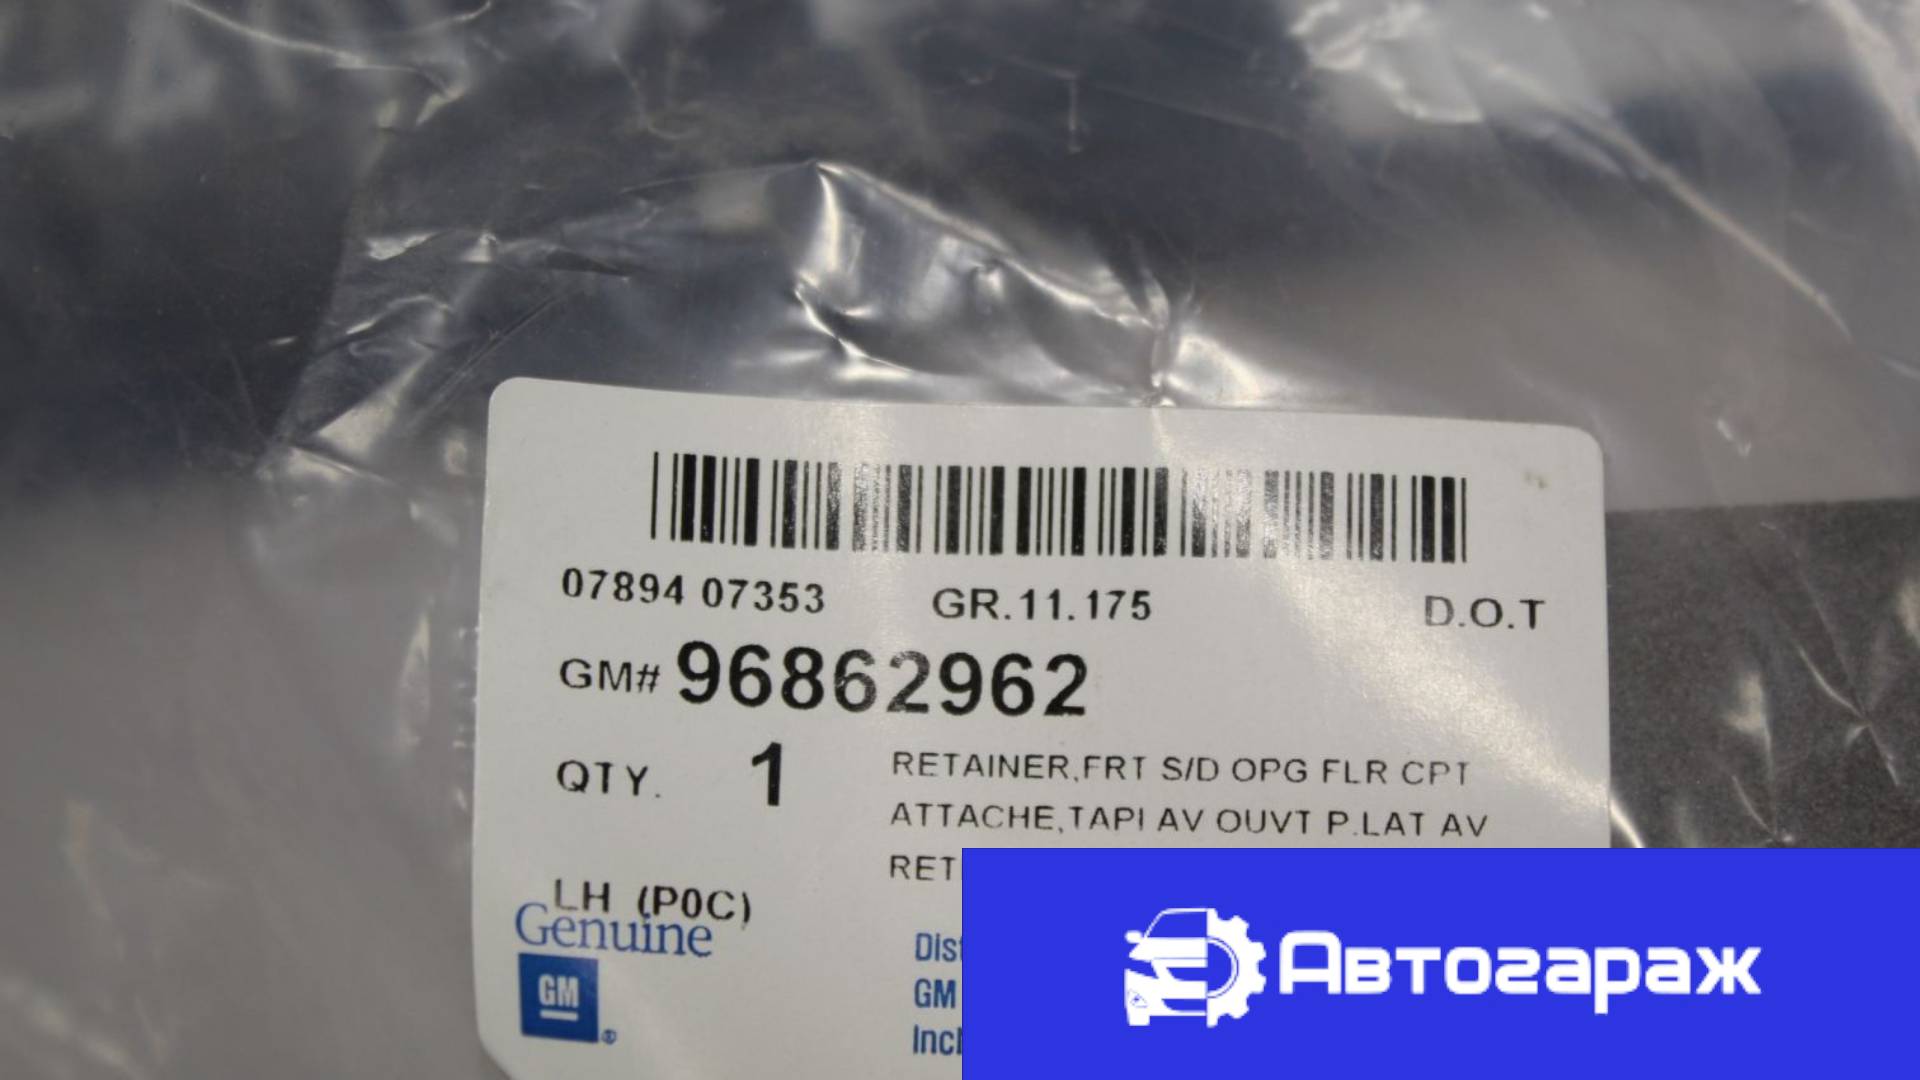 07894 07353 GR.11.175 D.O.T
GM# 96862962
QTY. 1
RETAINER,FRT S/D OPG FLR CPT
ATTACHE,TAPI AV OUVT P.LAT AV
LH (P0C)
Genuine
GM
GM
Автогараж